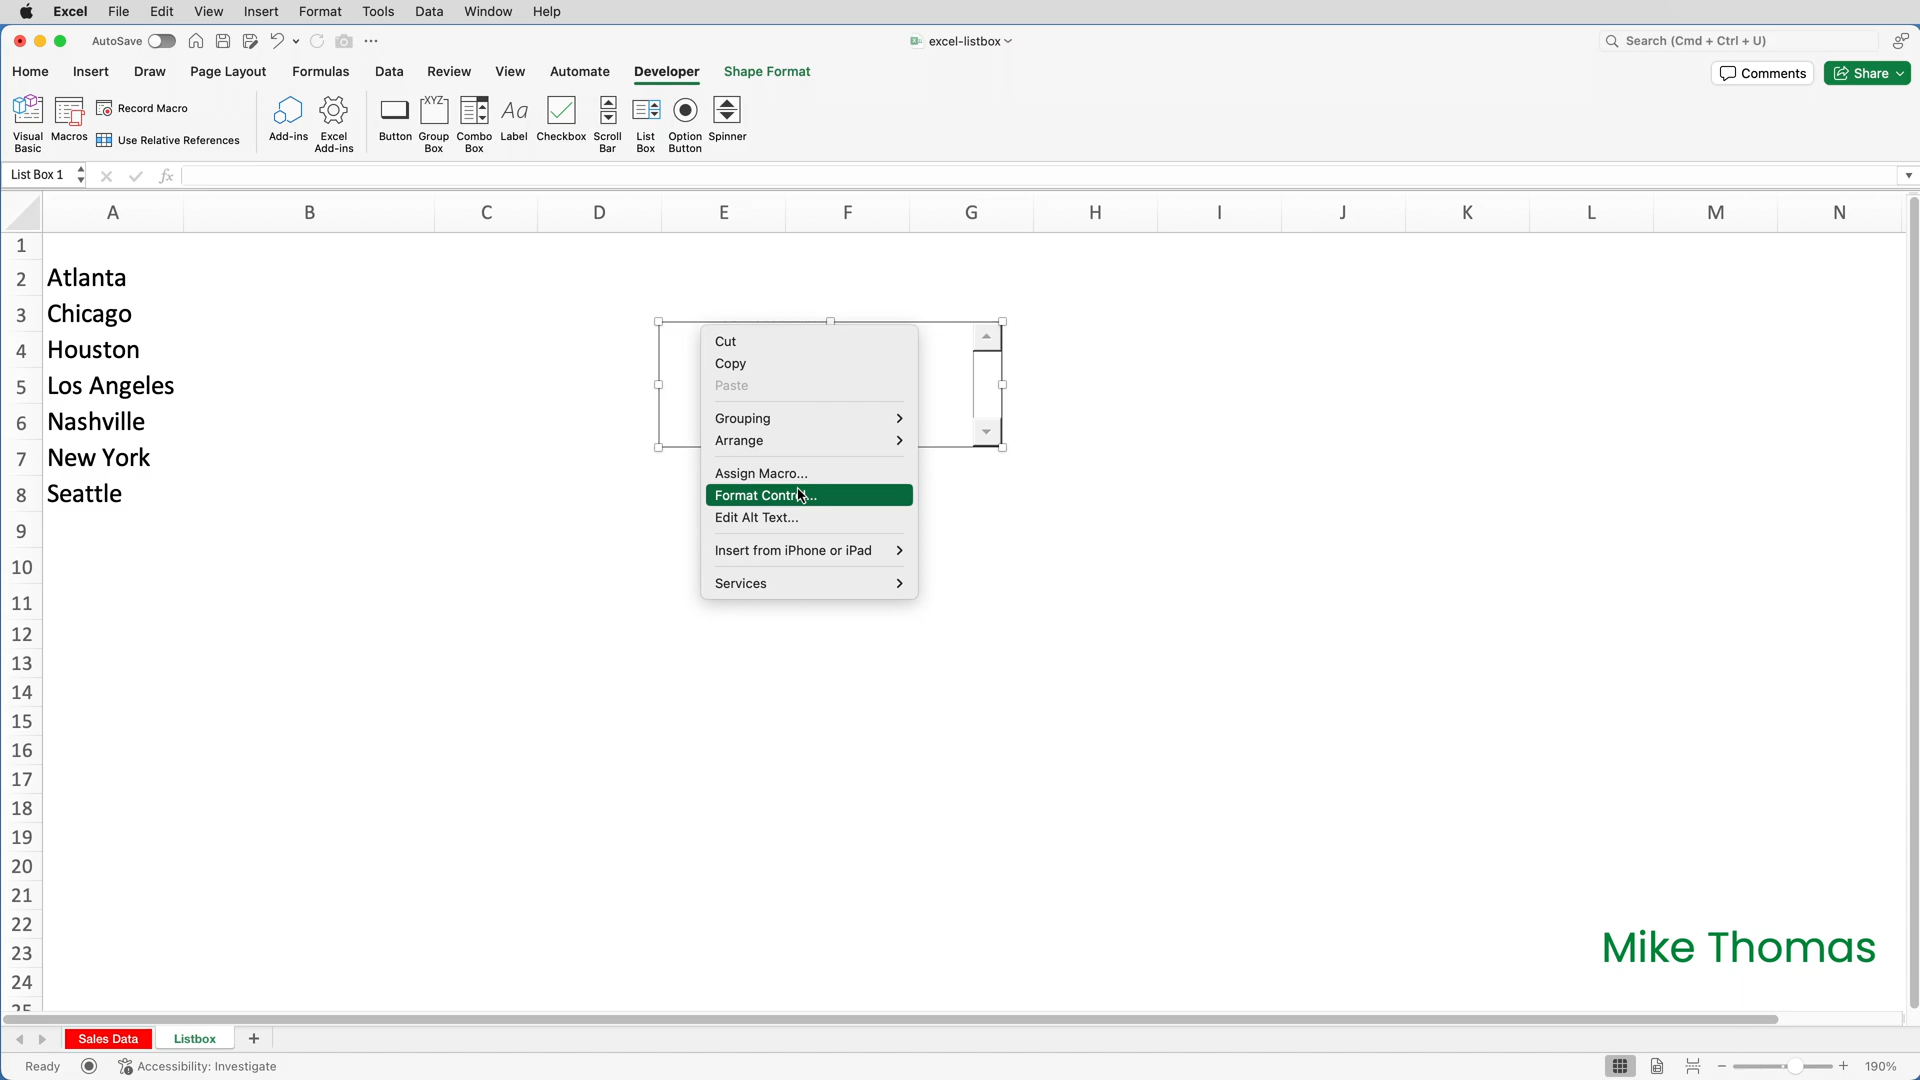 Excel File Edit View Insert Format Tools Data Window Help
AutoSave excel-listbox Search (Cmd + Ctrl + U)
Home Insert Draw Page Layout Formulas Data Review View Automate Developer Shape Format Comments Share
Visual Basic
Macros
Record Macro
Use Relative References
Add-ins
Excel Add-ins
Button
XYZ
Group Box
Combo Box
Aa
Label
Checkbox
Scroll Bar
List Box
Option Button
Spinner
List Box 1 fx
A B C D E F G H I J K L M N
1
2 Atlanta
3 Chicago
4 Houston
5 Los Angeles
6 Nashville
7 New York
8 Seattle
9
10
11
12
13
14
15
16
17
18
19
20
21
22
23
24
25
Cut
Copy
Paste
Grouping
Arrange
Assign Macro...
Format Control...
Edit Alt Text...
Insert from iPhone or iPad
Services
Mike Thomas
Sales Data Listbox +
Ready Accessibility: Investigate 190%